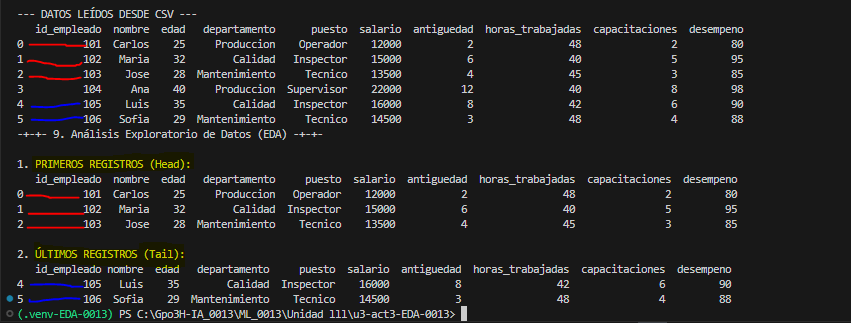 --- DATOS LEÍDOS DESDE CSV ---
id_empleado nombre edad departamento puesto salario antiguedad horas_trabajadas capacitaciones desempeno
0 101 Carlos 25 Produccion Operador 12000 2 48 2 80
1 102 Maria 32 Calidad Inspector 15000 6 40 5 95
2 103 Jose 28 Mantenimiento Tecnico 13500 4 45 3 85
3 104 Ana 40 Produccion Supervisor 22000 12 40 8 98
4 105 Luis 35 Calidad Inspector 16000 8 42 6 90
5 106 Sofia 29 Mantenimiento Tecnico 14500 3 48 4 88
-+-+- 9. Análisis Exploratorio de Datos (EDA) -+-+-
1. PRIMEROS REGISTROS (Head):
id_empleado nombre edad departamento puesto salario antiguedad horas_trabajadas capacitaciones desempeno
0 101 Carlos 25 Produccion Operador 12000 2 48 2 80
1 102 Maria 32 Calidad Inspector 15000 6 40 5 95
2 103 Jose 28 Mantenimiento Tecnico 13500 4 45 3 85
2. ÚLTIMOS REGISTROS (Tail):
id_empleado nombre edad departamento puesto salario antiguedad horas_trabajadas capacitaciones desempeno
4 105 Luis 35 Calidad Inspector 16000 8 42 6 90
5 106 Sofia 29 Mantenimiento Tecnico 14500 3 48 4 88
(.venv-EDA-0013) PS C:\Gpo3H-IA_0013\ML_0013\Unidad lll\u3-act3-EDA-0013>